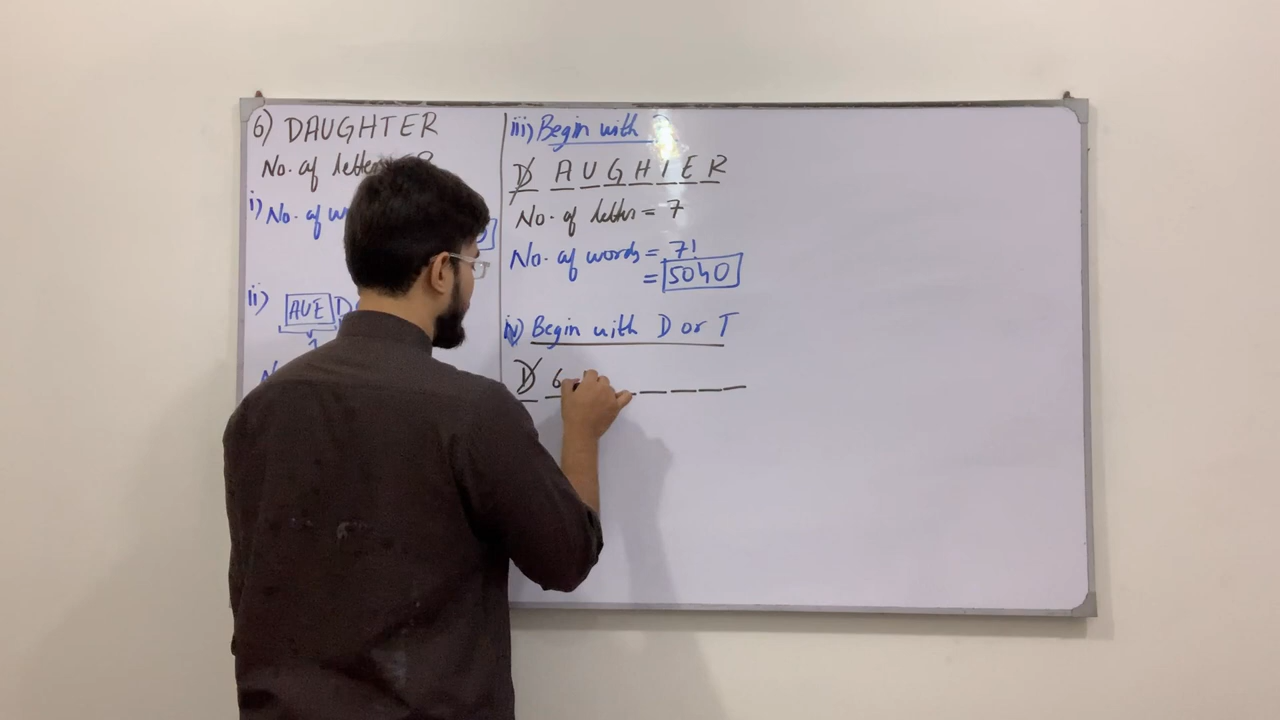 6) DAUGHTER
No. of letters
i) No. of
ii) AUE D
iii) Begin with
D A U G H T E R
No. of letters = 7
No. of words = 7!
= 5040
iv) Begin with D or T
D 6